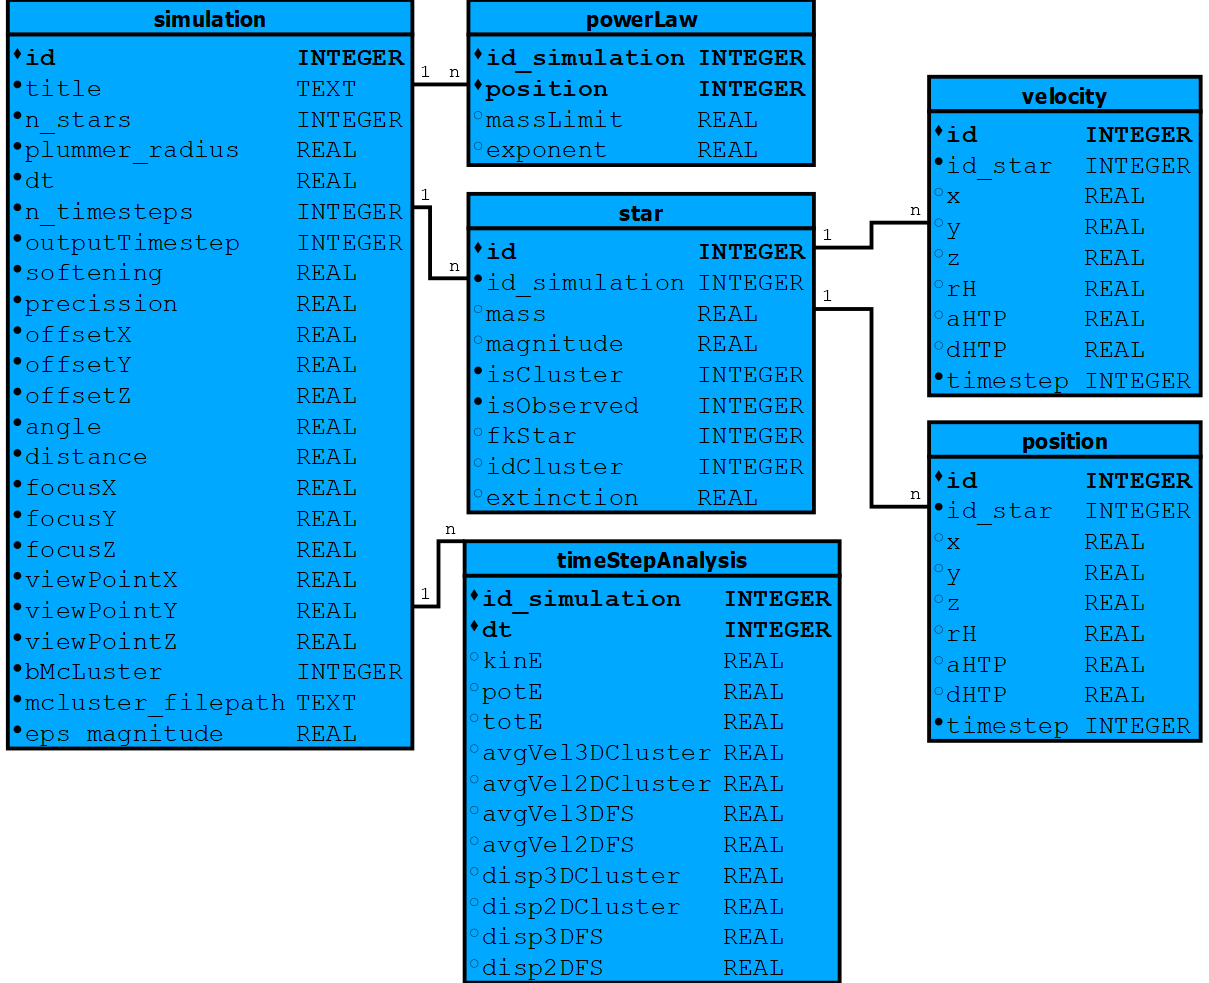 simulation
id INTEGER
title TEXT
n_stars INTEGER
plummer_radius REAL
dt REAL
n_timesteps INTEGER
outputTimestep INTEGER
softening REAL
precission REAL
offsetX REAL
offsetY REAL
offsetZ REAL
angle REAL
distance REAL
focusX REAL
focusY REAL
focusZ REAL
viewPointX REAL
viewPointY REAL
viewPointZ REAL
bMcLuster INTEGER
mcluster_filepath TEXT
eps_magnitude REAL
1 n
1
n
n
1
powerLaw
id_simulation INTEGER
position INTEGER
massLimit REAL
exponent REAL
star
id INTEGER
id_simulation INTEGER
mass REAL
magnitude REAL
isCluster INTEGER
isObserved INTEGER
fkStar INTEGER
idCluster INTEGER
extinction REAL
timeStepAnalysis
id_simulation INTEGER
dt INTEGER
kinE REAL
potE REAL
totE REAL
avgVel3DCluster REAL
avgVel2DCluster REAL
avgVel3DFS REAL
avgVel2DFS REAL
disp3DCluster REAL
disp2DCluster REAL
disp3DFS REAL
disp2DFS REAL
n
1
1
n
velocity
id INTEGER
id_star INTEGER
x REAL
y REAL
z REAL
rH REAL
aHTP REAL
dHTP REAL
timestep INTEGER
position
id INTEGER
id_star INTEGER
x REAL
y REAL
z REAL
rH REAL
aHTP REAL
dHTP REAL
timestep INTEGER